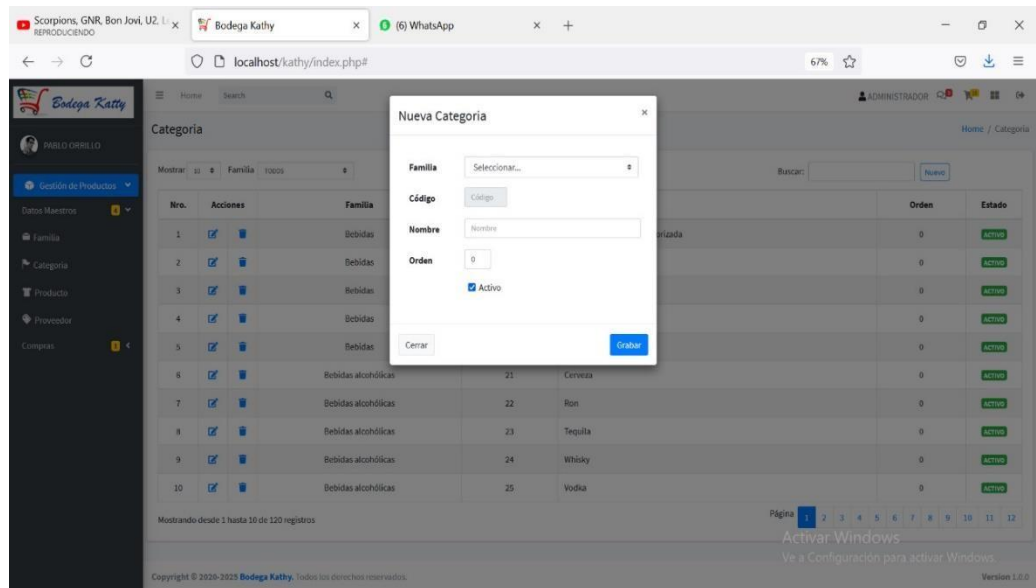 Scorpions, GNR, Bon Jovi, U2, L
REPRODUCIENDO
Bodega Kathy
(6) WhatsApp
localhost/kathy/index.php#
67%
Bodega Katty
Home Search
ADMINISTRADOR
PABLO ORRILLO
Categoria
Home / Categoria
Mostrar 10 Familia TODOS
Buscar: Nuevo
Gestión de Productos
Datos Maestros 4
Familia
Categoria
Producto
Proveedor
Compras
Nueva Categoria
×
Familia Seleccionar...
Código Código
Nombre Nombre
Orden 0
Activo
Cerrar Grabar
Nro. Acciones Familia Orden Estado
1 Bebidas orizada 0 ACTIVO
2 Bebidas 0 ACTIVO
3 Bebidas 0 ACTIVO
4 Bebidas 0 ACTIVO
5 Bebidas 0 ACTIVO
6 Bebidas alcohólicas 21 Cerveza 0 ACTIVO
7 Bebidas alcohólicas 22 Ron 0 ACTIVO
8 Bebidas alcohólicas 23 Tequila 0 ACTIVO
9 Bebidas alcohólicas 24 Whisky 0 ACTIVO
10 Bebidas alcohólicas 25 Vodka 0 ACTIVO
Mostrando desde 1 hasta 10 de 120 registros
Página 1 2 3 4 5 6 7 8 9 10 11 12
Activar Windows
Ve a Configuración para activar Windows.
Copyright © 2020-2025 Bodega Kathy. Todos los derechos reservados.
Version 1.0.0